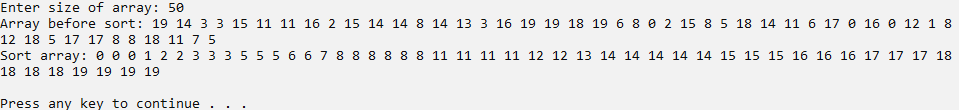 Enter size of array: 50
Array before sort: 19 14 3 3 15 11 11 16 2 15 14 14 8 14 13 3 16 19 19 18 19 6 8 0 2 15 8 5 18 14 11 6 17 0 16 0 12 1 8
12 18 5 17 17 8 8 18 11 7 5
Sort array: 0 0 0 1 2 2 3 3 3 5 5 5 6 6 7 8 8 8 8 8 8 11 11 11 11 12 12 13 14 14 14 14 14 15 15 15 16 16 16 17 17 17 18
18 18 18 19 19 19 19
Press any key to continue . . .